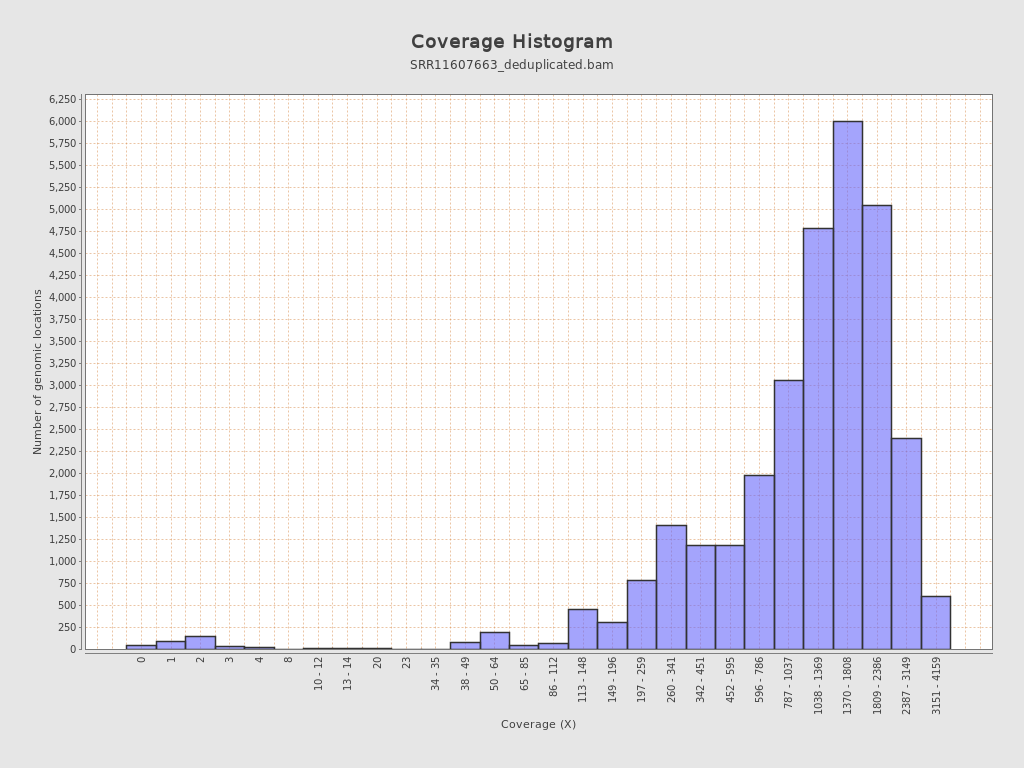 Coverage Histogram
SRR11607663_deduplicated.bam
6,250
6,000
5,750
5,500
5,250
5,000
4,750
4,500
4,250
4,000
3,750
3,500
3,250
3,000
2,750
2,500
2,250
2,000
1,750
1,500
1,250
1,000
750
500
250
0
Number of genomic locations
0
1
2
3
4
8
10 - 12
13 - 14
20
23
34 - 35
38 - 49
50 - 64
65 - 85
86 - 112
113 - 148
149 - 196
197 - 259
260 - 341
342 - 451
452 - 595
596 - 786
787 - 1037
1038 - 1369
1370 - 1808
1809 - 2386
2387 - 3149
3151 - 4159
Coverage (X)